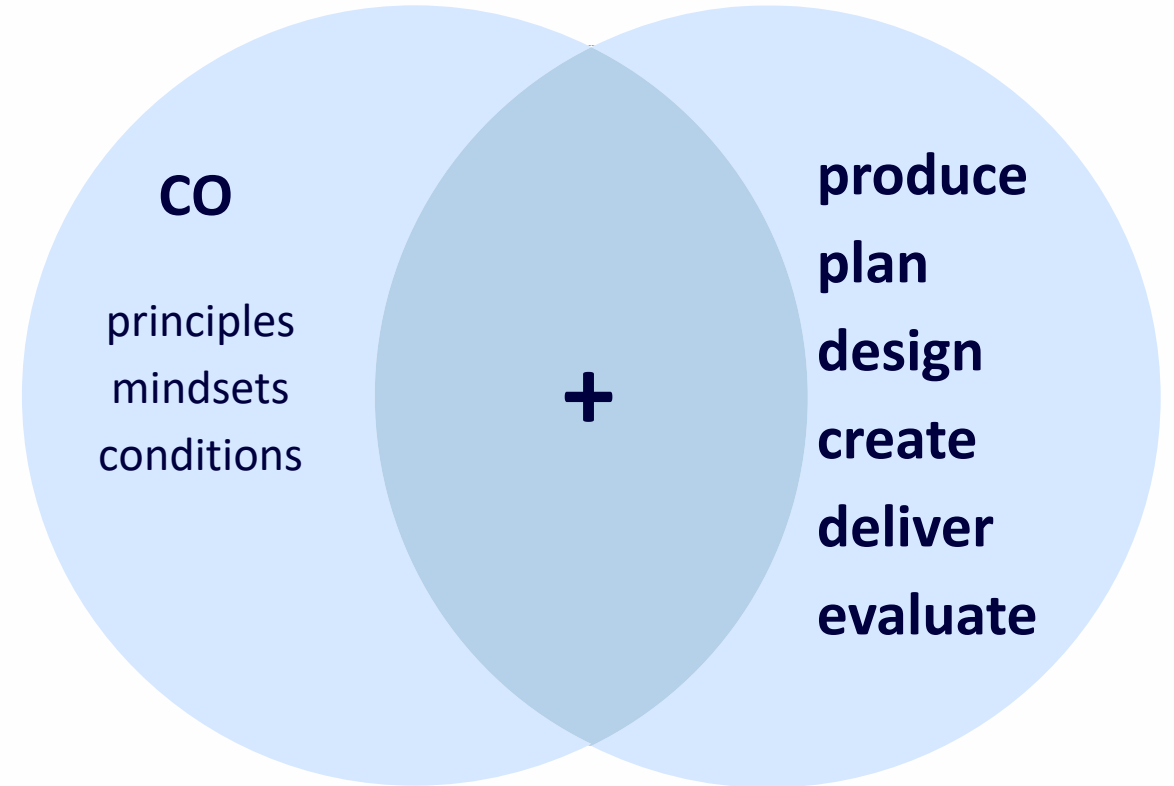 CO
principles
mindsets
conditions
+
produce
plan
design
create
deliver
evaluate